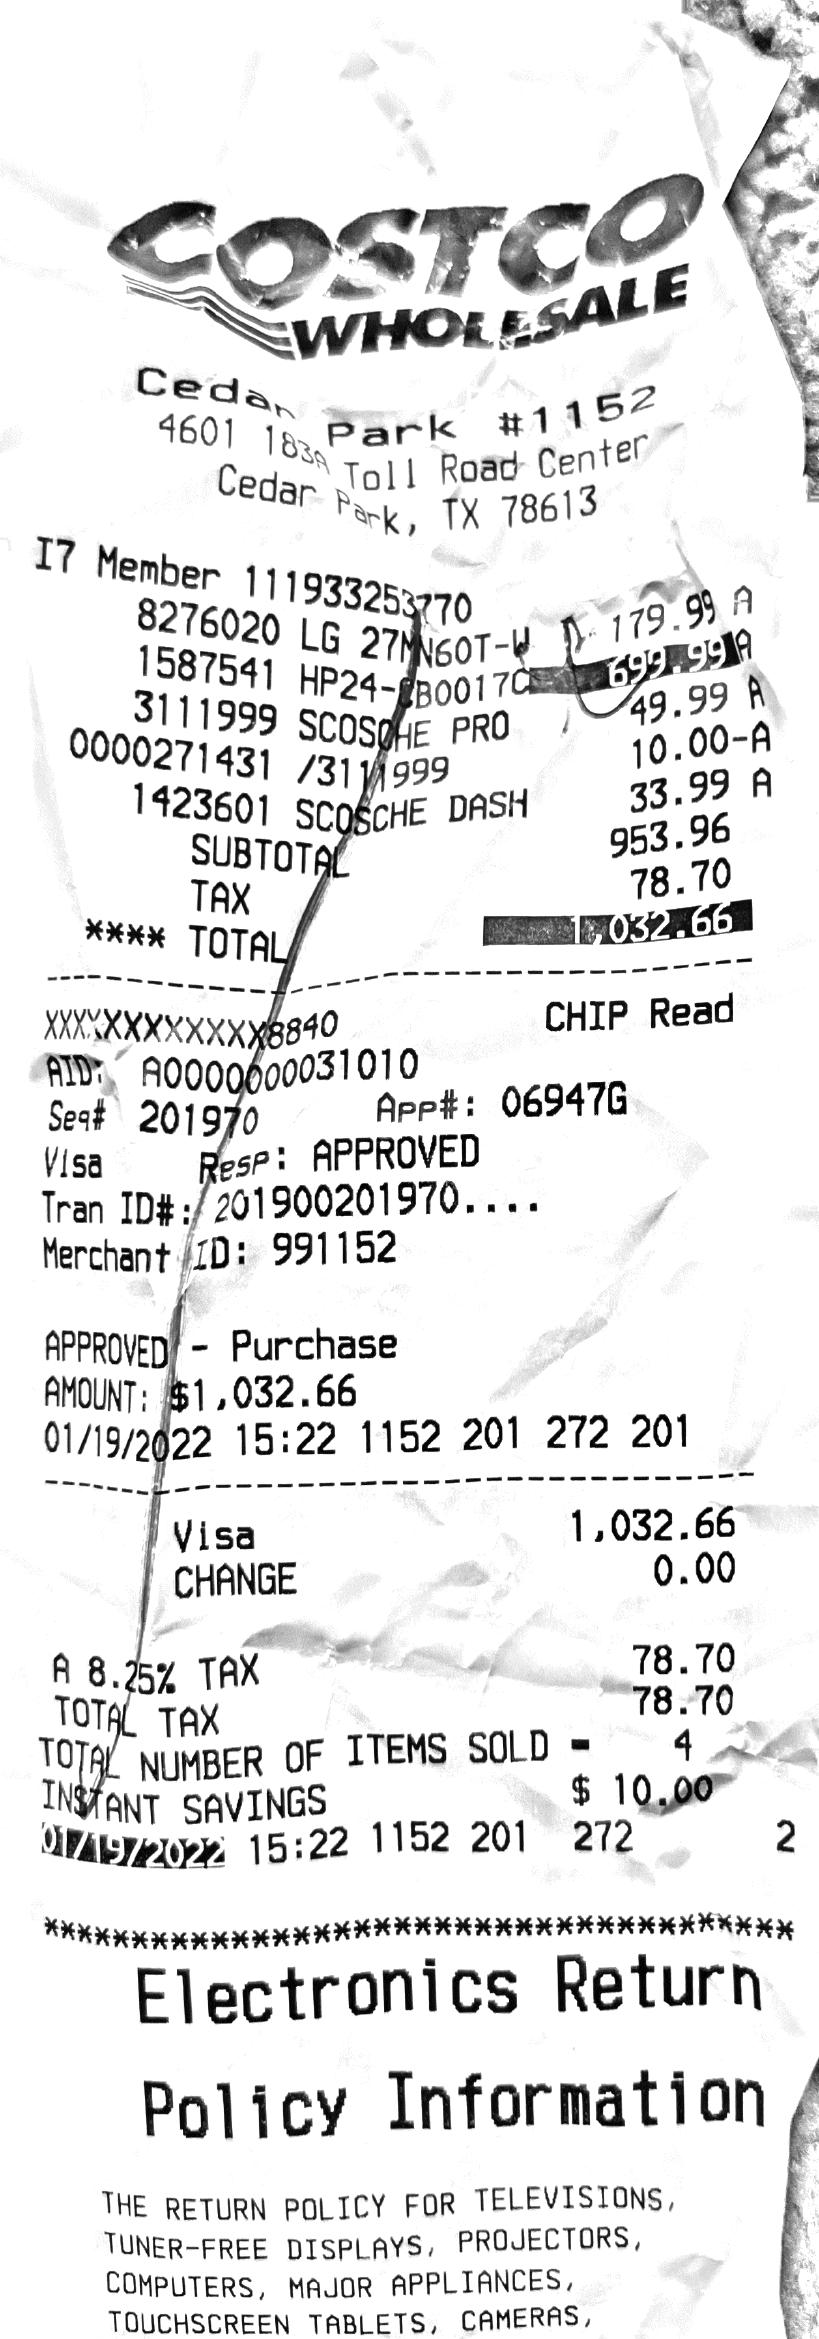 COSTCO
WHOLESALE
Cedar Park #1152
4601 183A Toll Road Center
Cedar Park, TX 78613
I7 Member 111933253770
8276020 LG 27MN60T-W 179.99 A
1587541 HP24-CB0017C 699.99 A
3111999 SCOSCHE PRO 49.99 A
0000271431 /3111999 10.00-A
1423601 SCOSCHE DASH 33.99 A
SUBTOTAL 953.96
TAX 78.70
**** TOTAL 1,032.66
XXXXXXXXXXXXX8840 CHIP Read
AID: A0000000031010
Seq# 201970 App#: 06947G
Visa Resp: APPROVED
Tran ID#: 201900201970....
Merchant ID: 991152
APPROVED - Purchase
AMOUNT: $1,032.66
01/19/2022 15:22 1152 201 272 201
Visa 1,032.66
CHANGE 0.00
A 8.25% TAX 78.70
TOTAL TAX 78.70
TOTAL NUMBER OF ITEMS SOLD = 4
INSTANT SAVINGS $ 10.00
01/19/2022 15:22 1152 201 272 2
***********************************
Electronics Return
Policy Information
THE RETURN POLICY FOR TELEVISIONS,
TUNER-FREE DISPLAYS, PROJECTORS,
COMPUTERS, MAJOR APPLIANCES,
TOUCHSCREEN TABLETS, CAMERAS,